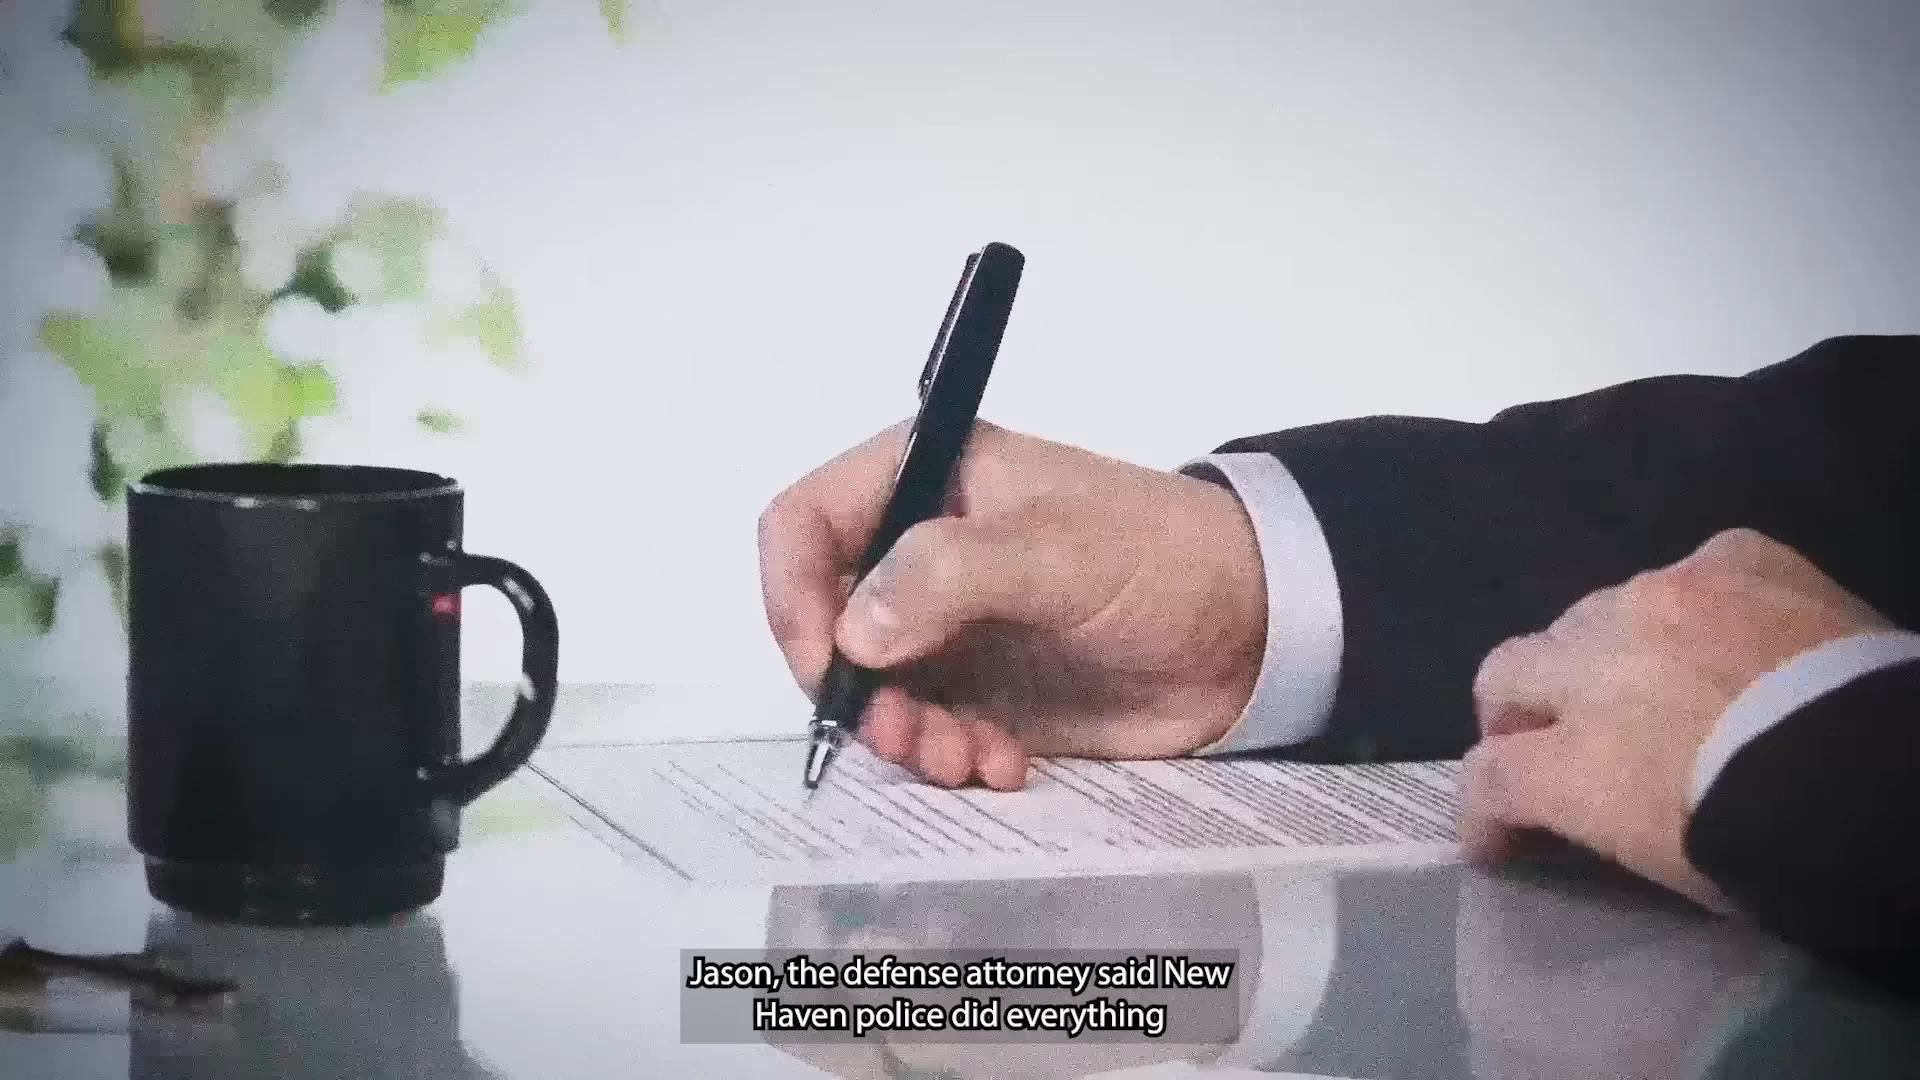 Jason, the defense attorney said New
Haven police did everything